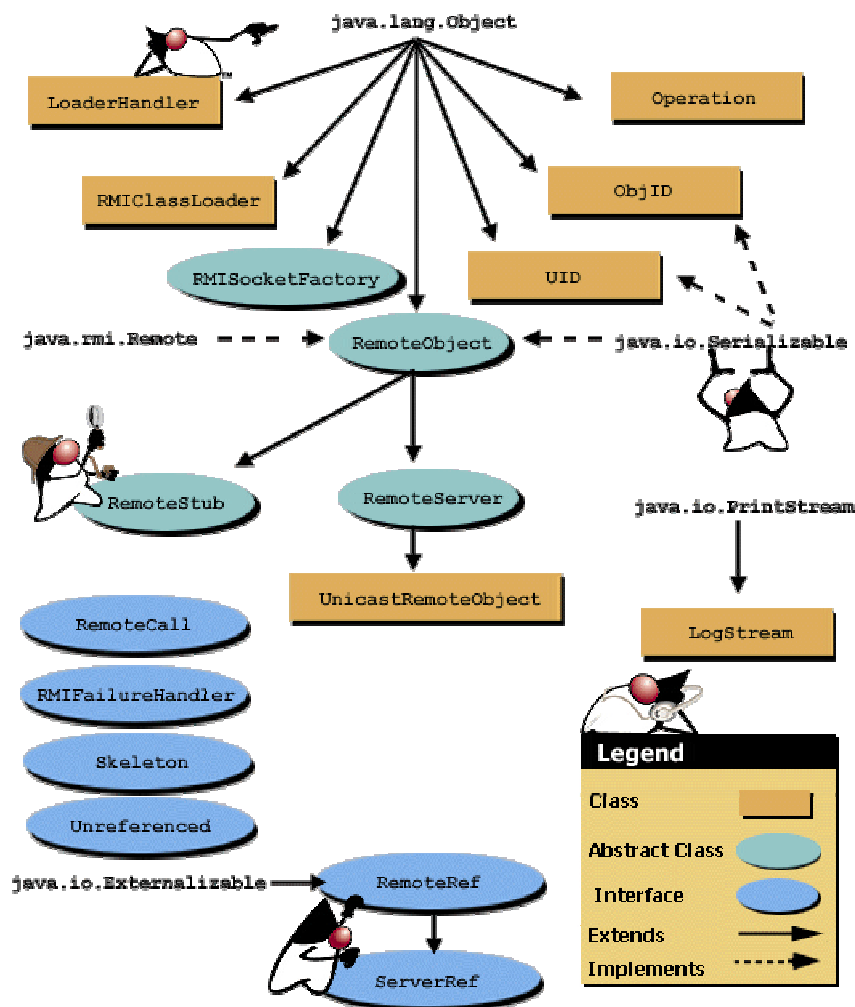 java.lang.Object
LoaderHandler
TM
Operation
RMIClassLoader
ObjID
RMISocketFactory
UID
java.rmi.Remote
RemoteObject
java.io.Serializable
RemoteStub
RemoteServer
java.io.PrintStream
UnicastRemoteObject
RemoteCall
LogStream
RMIFailureHandler
Skeleton
Unreferenced
java.io.Externalizable
RemoteRef
ServerRef
Legend
Class
Abstract Class
Interface
Extends
Implements